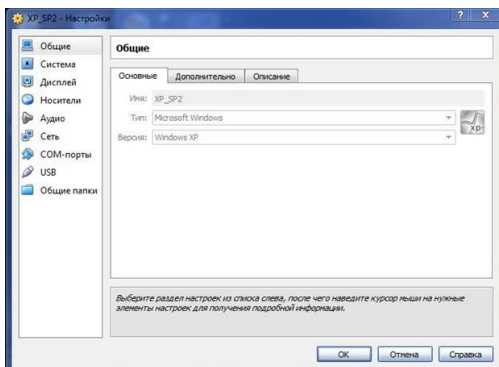 XP_SP2 - Настройки
Общие
Система
Дисплей
Носители
Аудио
Сеть
COM-порты
USB
Общие папки
Общие
Основные Дополнительно Описание
Имя: XP_SP2
Тип: Microsoft Windows
Версия: Windows XP
xp
Выберите раздел настроек из списка слева, после чего наведите курсор мыши на нужные
элементы настроек для получения подробной информации.
OK Отмена Справка